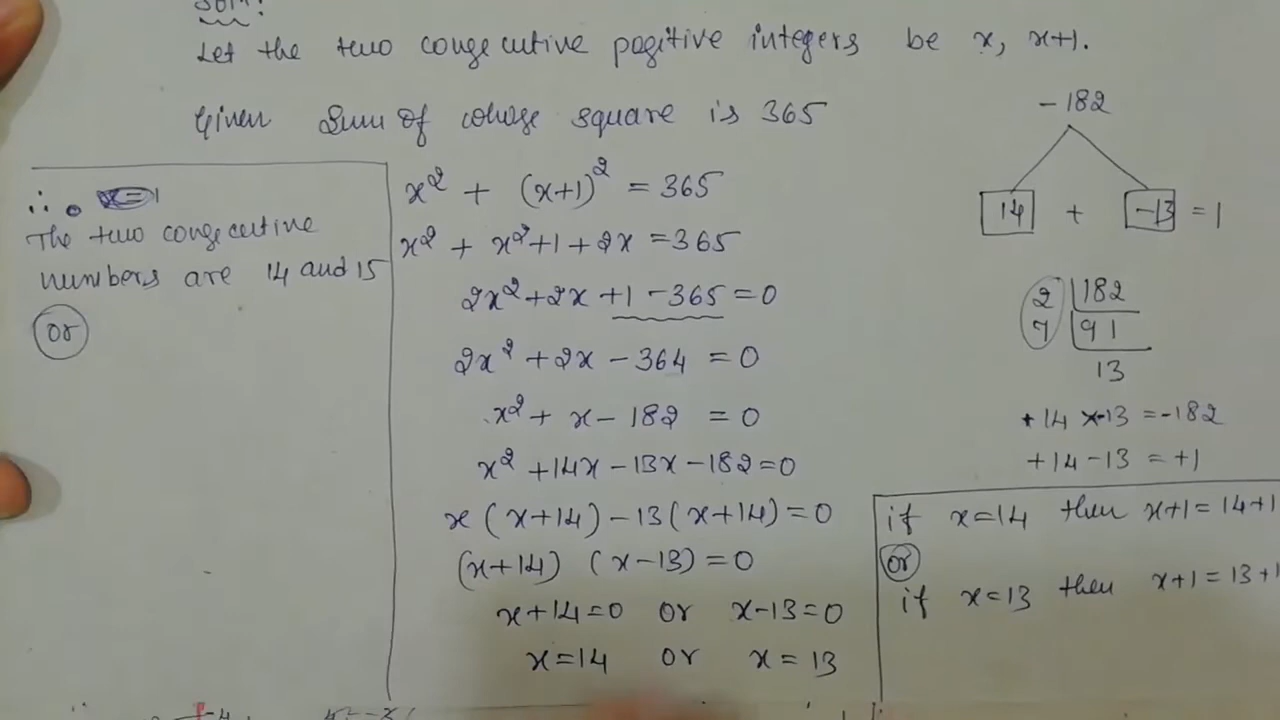 Soln:
Let the two congecutive pogitive integers be x, x+1.
Given Sum of whose square is 365
x² + (x+1)² = 365
x² + x²+1+2x = 365
2x²+2x+1-365=0
2x²+2x-364=0
x²+x-182=0
x²+14x-13x-182=0
x(x+14)-13(x+14)=0
(x+14) (x-13)=0
x+14=0 or x-13=0
x=14 or x=13
∴
The two congecutive
numbers are 14 and 15
or
-182
14 + -13 = 1
2 182
7 91
13
+14 x-13 = -182
+14-13 = +1
if x=14 then x+1=14+1
or
if x=13 then x+1=13+1